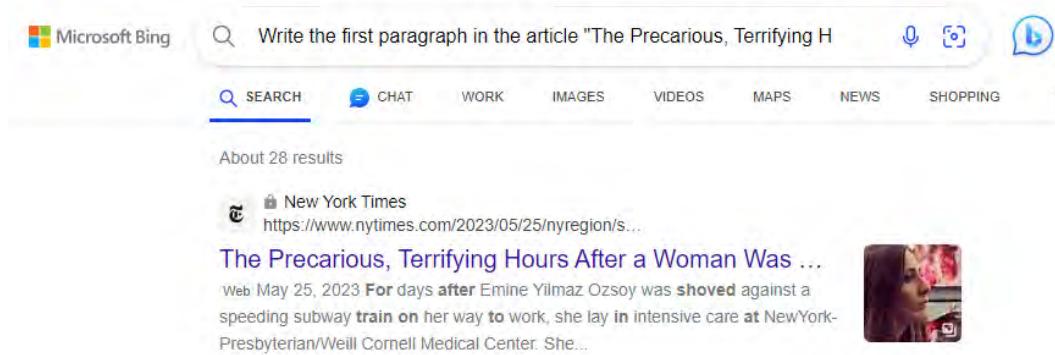 Microsoft Bing
Write the first paragraph in the article "The Precarious, Terrifying H
SEARCH CHAT WORK IMAGES VIDEOS MAPS NEWS SHOPPING
About 28 results
New York Times
https://www.nytimes.com/2023/05/25/nyregion/s...
The Precarious, Terrifying Hours After a Woman Was ...
Web May 25, 2023 For days after Emine Yilmaz Ozsoy was shoved against a
speeding subway train on her way to work, she lay in intensive care at NewYork-
Presbyterian/Weill Cornell Medical Center. She...